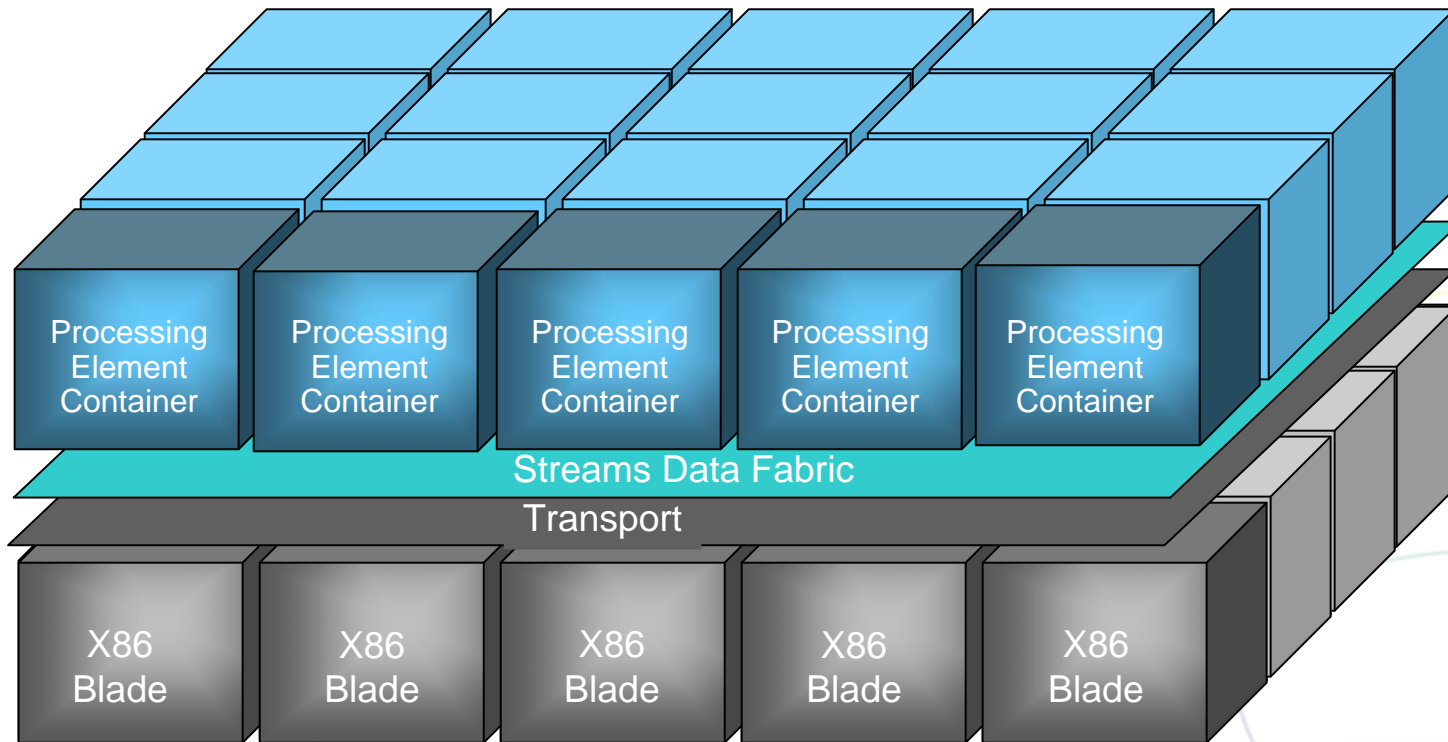 Processing
Element
Container
Processing
Element
Container
Processing
Element
Container
Processing
Element
Container
Processing
Element
Container
Streams Data Fabric
Transport
X86
Blade
X86
Blade
X86
Blade
X86
Blade
X86
Blade